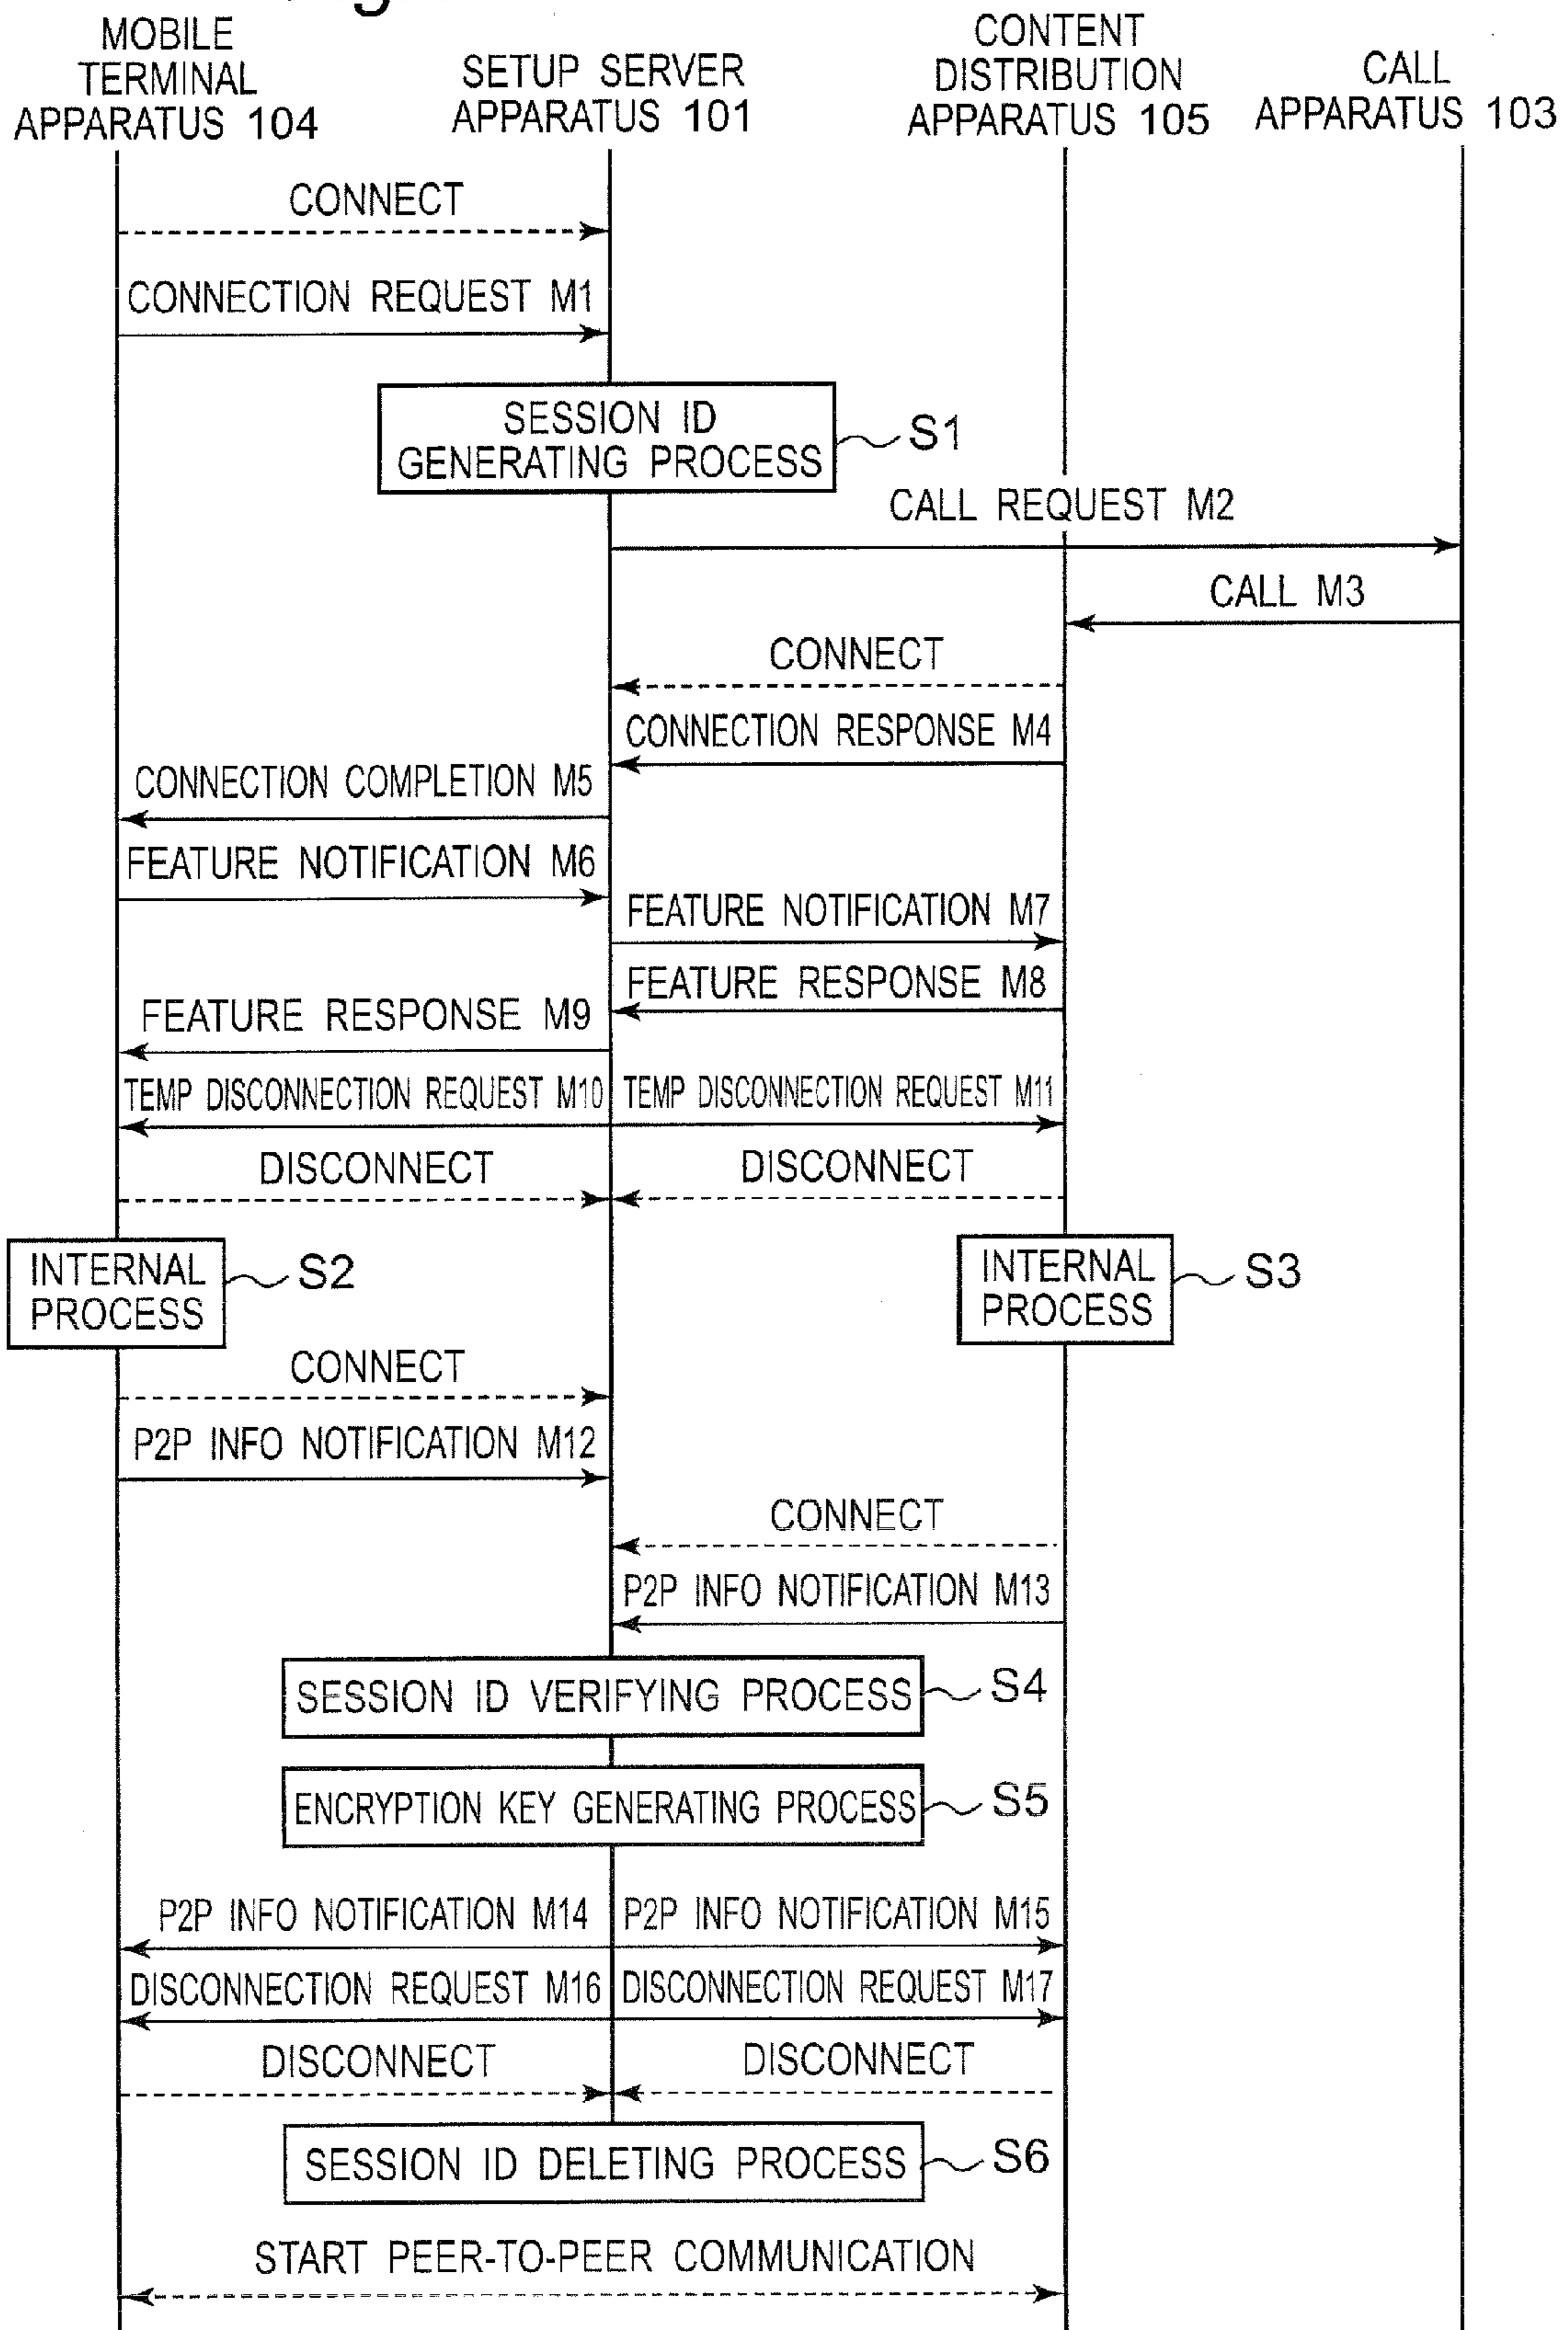 MOBILE
TERMINAL
APPARATUS 104
SETUP SERVER
APPARATUS 101
CONTENT
DISTRIBUTION
APPARATUS 105
CALL
APPARATUS 103
CONNECT
CONNECTION REQUEST M1
SESSION ID
GENERATING PROCESS
S1
CALL REQUEST M2
CALL M3
CONNECT
CONNECTION RESPONSE M4
CONNECTION COMPLETION M5
FEATURE NOTIFICATION M6
FEATURE NOTIFICATION M7
FEATURE RESPONSE M8
FEATURE RESPONSE M9
TEMP DISCONNECTION REQUEST M10
TEMP DISCONNECTION REQUEST M11
DISCONNECT
DISCONNECT
INTERNAL
PROCESS
S2
INTERNAL
PROCESS
S3
CONNECT
P2P INFO NOTIFICATION M12
CONNECT
P2P INFO NOTIFICATION M13
SESSION ID VERIFYING PROCESS
S4
ENCRYPTION KEY GENERATING PROCESS
S5
P2P INFO NOTIFICATION M14
P2P INFO NOTIFICATION M15
DISCONNECTION REQUEST M16
DISCONNECTION REQUEST M17
DISCONNECT
DISCONNECT
SESSION ID DELETING PROCESS
S6
START PEER-TO-PEER COMMUNICATION